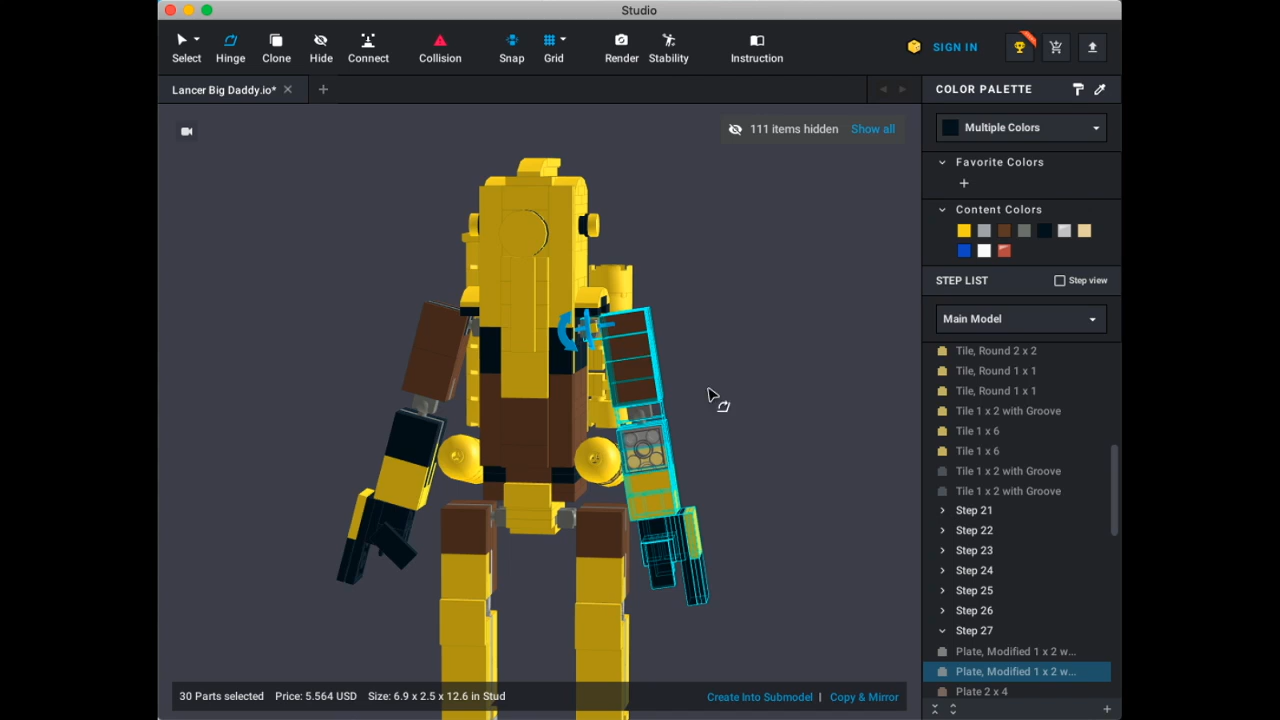 Studio
Select Hinge Clone Hide Connect Collision Snap Grid Render Stability Instruction SIGN IN
Lancer Big Daddy.io*
COLOR PALETTE
111 items hidden Show all
Multiple Colors
Favorite Colors
Content Colors
STEP LIST Step view
Main Model
Tile, Round 2 x 2
Tile, Round 1 x 1
Tile, Round 1 x 1
Tile 1 x 2 with Groove
Tile 1 x 6
Tile 1 x 6
Tile 1 x 2 with Groove
Tile 1 x 2 with Groove
Step 21
Step 22
Step 23
Step 24
Step 25
Step 26
Step 27
Plate, Modified 1 x 2 w...
Plate, Modified 1 x 2 w...
Plate 2 x 4
30 Parts selected Price: 5.564 USD Size: 6.9 x 2.5 x 12.6 in Stud Create Into Submodel | Copy & Mirror